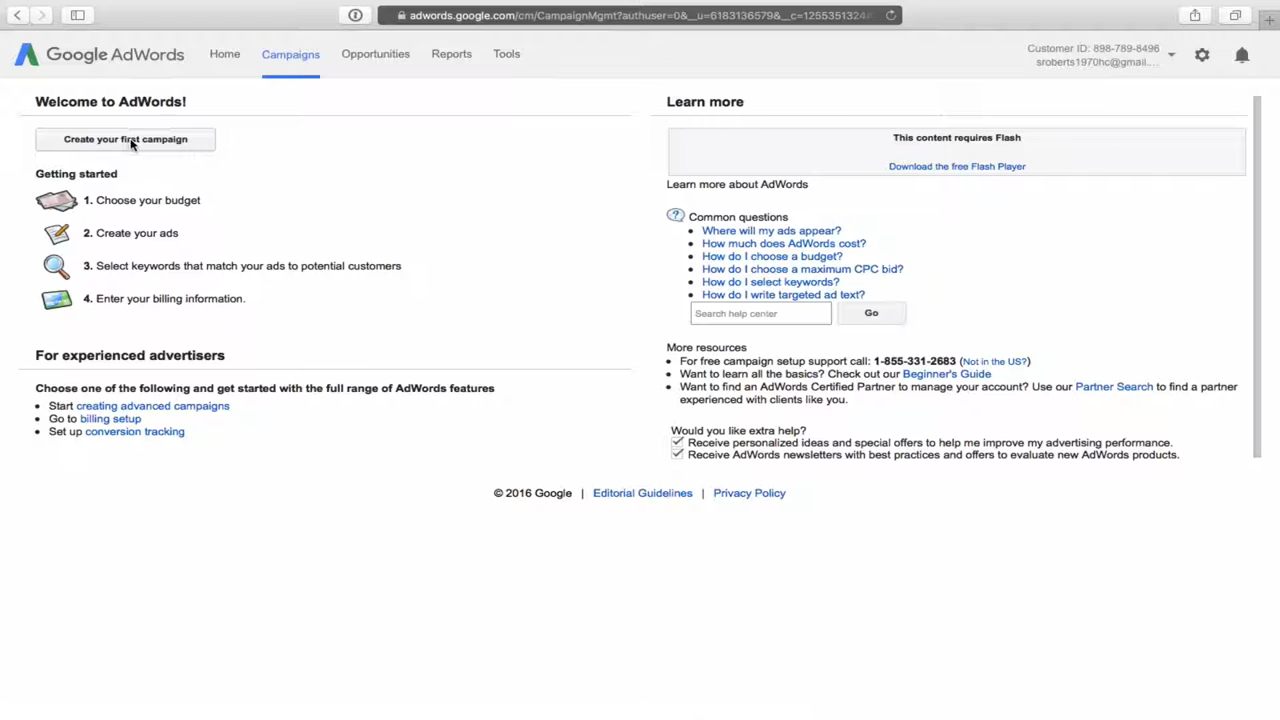 adwords.google.com/cm/CampaignMgmt?authuser=0&__u=6183136579&__c=1255351324
Google AdWords
Home
Campaigns
Opportunities
Reports
Tools
Customer ID: 898-789-8496
sroberts1970hc@gmail....
Welcome to AdWords!
Create your first campaign
Getting started
1. Choose your budget
2. Create your ads
3. Select keywords that match your ads to potential customers
4. Enter your billing information.
For experienced advertisers
Choose one of the following and get started with the full range of AdWords features
Start creating advanced campaigns
Go to billing setup
Set up conversion tracking
Learn more
This content requires Flash
Download the free Flash Player
Learn more about AdWords
? Common questions
Where will my ads appear?
How much does AdWords cost?
How do I choose a budget?
How do I choose a maximum CPC bid?
How do I select keywords?
How do I write targeted ad text?
Search help center
Go
More resources
For free campaign setup support call: 1-855-331-2683 (Not in the US?)
Want to learn all the basics? Check out our Beginner's Guide
Want to find an AdWords Certified Partner to manage your account? Use our Partner Search to find a partner
experienced with clients like you.
Would you like extra help?
Receive personalized ideas and special offers to help me improve my advertising performance.
Receive AdWords newsletters with best practices and offers to evaluate new AdWords products.
© 2016 Google | Editorial Guidelines | Privacy Policy